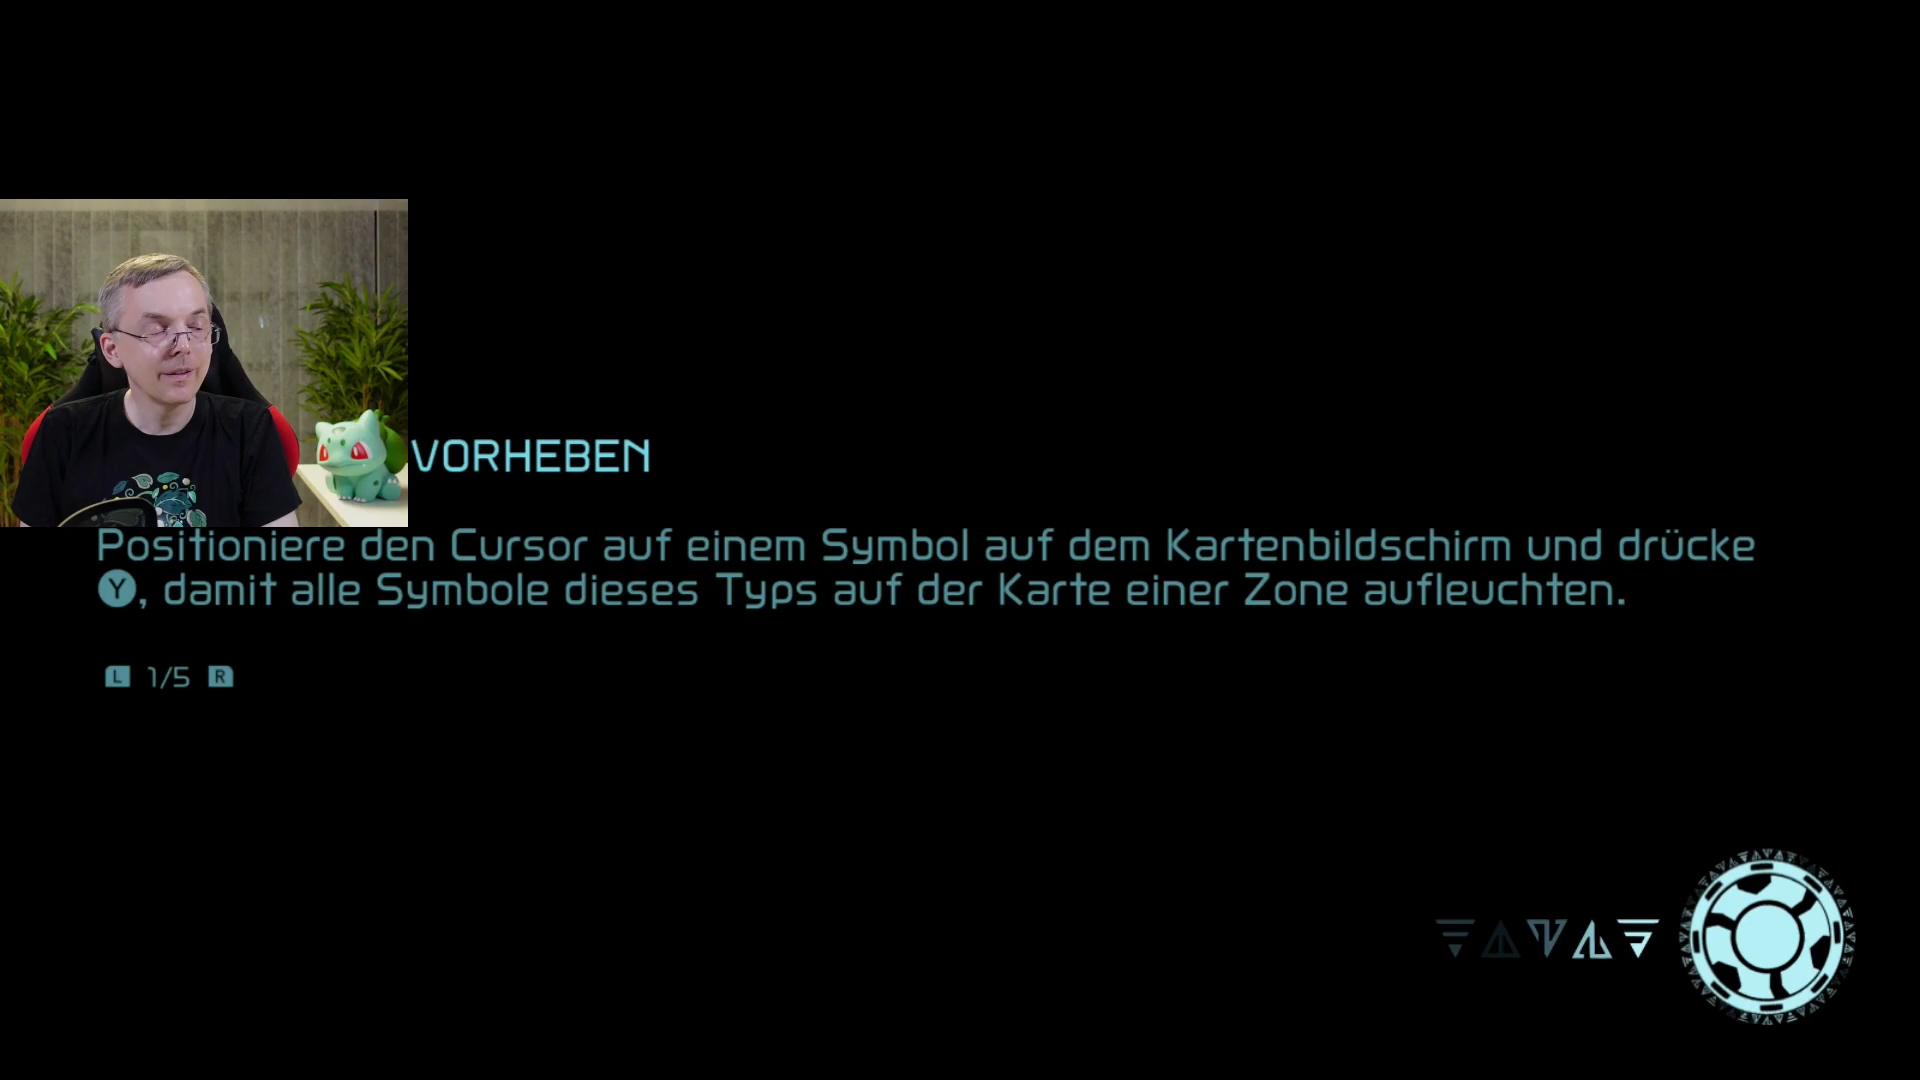 VORHEBEN
Positioniere den Cursor auf einem Symbol auf dem Kartenbildschirm und drücke
Y, damit alle Symbole dieses Typs auf der Karte einer Zone aufleuchten.
L 1/5 R